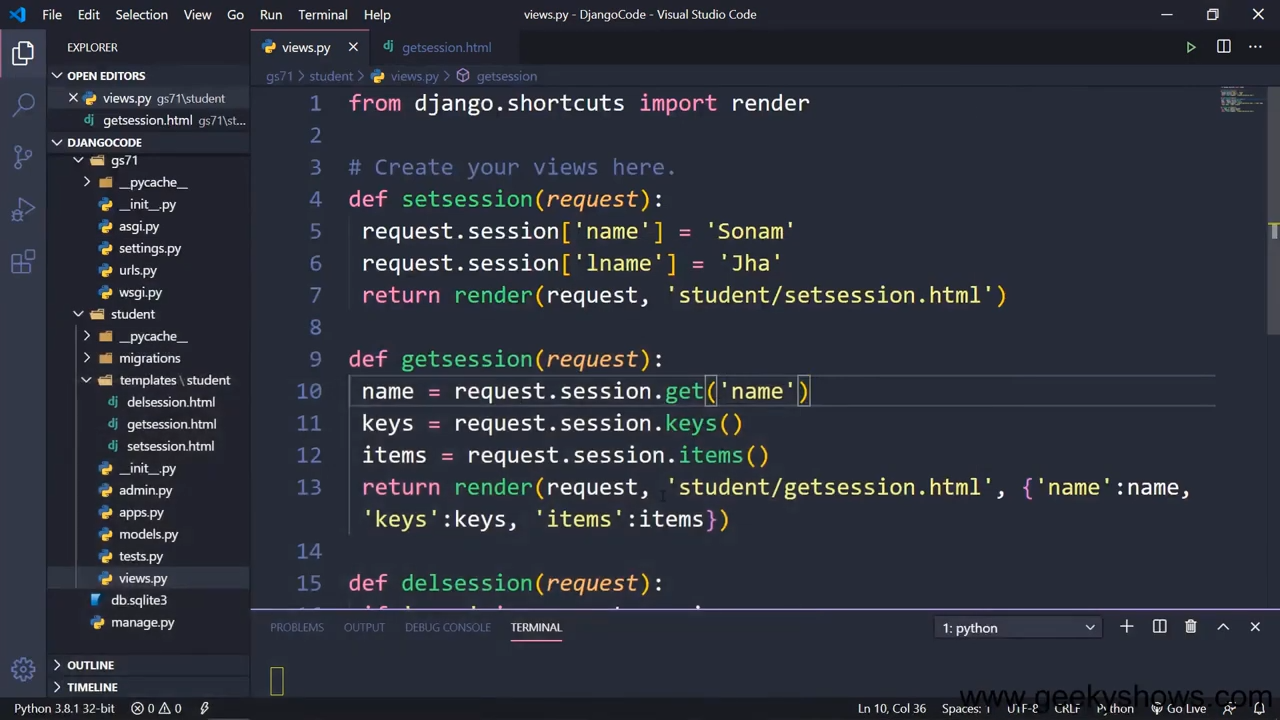 File Edit Selection View Go Run Terminal Help views.py - DjangoCode - Visual Studio Code
EXPLORER
OPEN EDITORS
views.py gs71\student
getsession.html gs71\st...
DJANGOCODE
gs71
__pycache__
__init__.py
asgi.py
settings.py
urls.py
wsgi.py
student
__pycache__
migrations
templates \ student
delsession.html
getsession.html
setsession.html
__init__.py
admin.py
apps.py
models.py
tests.py
views.py
db.sqlite3
manage.py
OUTLINE
TIMELINE
views.py getsession.html
gs71 > student > views.py > getsession
1 from django.shortcuts import render
2
3 # Create your views here.
4 def setsession(request):
5 request.session['name'] = 'Sonam'
6 request.session['lname'] = 'Jha'
7 return render(request, 'student/setsession.html')
8
9 def getsession(request):
10 name = request.session.get('name')
11 keys = request.session.keys()
12 items = request.session.items()
13 return render(request, 'student/getsession.html', {'name':name,
'keys':keys, 'items':items})
14
15 def delsession(request):
PROBLEMS OUTPUT DEBUG CONSOLE TERMINAL 1: python
www.geekyshows.com
Python 3.8.1 32-bit 0 0 Ln 10, Col 36 Spaces: 1 UTF-8 CRLF Python Go Live